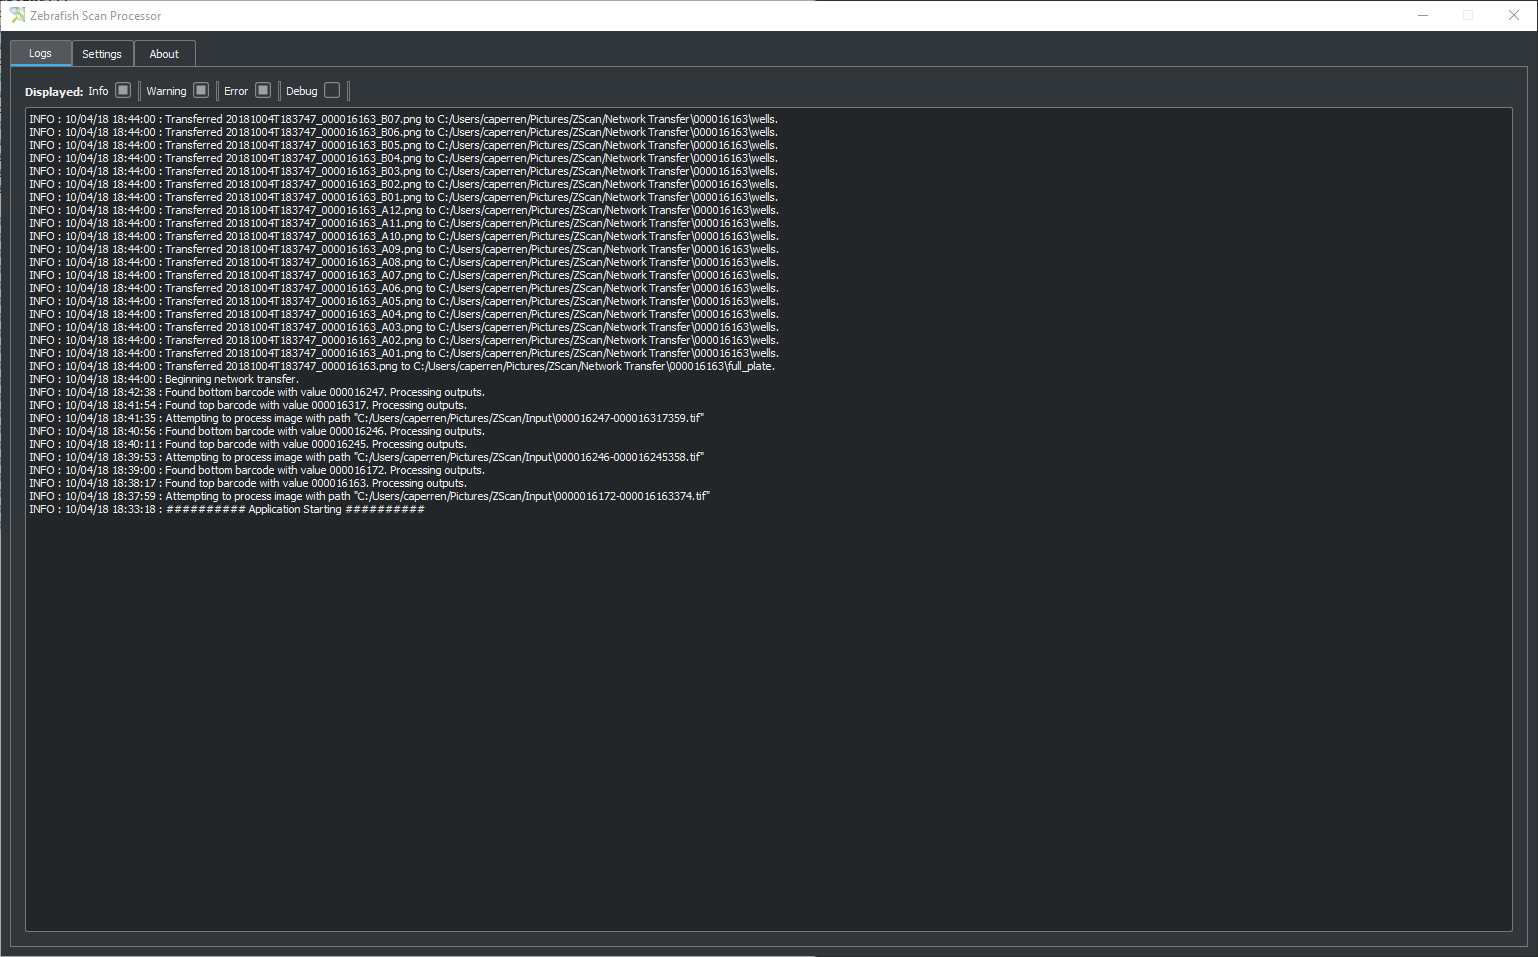 Zebrafish Scan Processor
Logs Settings About
Displayed: Info Warning Error Debug
INFO : 10/04/18 18:44:00 : Transferred 20181004T183747_000016163_B07.png to C:/Users/caperren/Pictures/ZScan/Network Transfer\000016163\wells.
INFO : 10/04/18 18:44:00 : Transferred 20181004T183747_000016163_B06.png to C:/Users/caperren/Pictures/ZScan/Network Transfer\000016163\wells.
INFO : 10/04/18 18:44:00 : Transferred 20181004T183747_000016163_B05.png to C:/Users/caperren/Pictures/ZScan/Network Transfer\000016163\wells.
INFO : 10/04/18 18:44:00 : Transferred 20181004T183747_000016163_B04.png to C:/Users/caperren/Pictures/ZScan/Network Transfer\000016163\wells.
INFO : 10/04/18 18:44:00 : Transferred 20181004T183747_000016163_B03.png to C:/Users/caperren/Pictures/ZScan/Network Transfer\000016163\wells.
INFO : 10/04/18 18:44:00 : Transferred 20181004T183747_000016163_B02.png to C:/Users/caperren/Pictures/ZScan/Network Transfer\000016163\wells.
INFO : 10/04/18 18:44:00 : Transferred 20181004T183747_000016163_B01.png to C:/Users/caperren/Pictures/ZScan/Network Transfer\000016163\wells.
INFO : 10/04/18 18:44:00 : Transferred 20181004T183747_000016163_A12.png to C:/Users/caperren/Pictures/ZScan/Network Transfer\000016163\wells.
INFO : 10/04/18 18:44:00 : Transferred 20181004T183747_000016163_A11.png to C:/Users/caperren/Pictures/ZScan/Network Transfer\000016163\wells.
INFO : 10/04/18 18:44:00 : Transferred 20181004T183747_000016163_A10.png to C:/Users/caperren/Pictures/ZScan/Network Transfer\000016163\wells.
INFO : 10/04/18 18:44:00 : Transferred 20181004T183747_000016163_A09.png to C:/Users/caperren/Pictures/ZScan/Network Transfer\000016163\wells.
INFO : 10/04/18 18:44:00 : Transferred 20181004T183747_000016163_A08.png to C:/Users/caperren/Pictures/ZScan/Network Transfer\000016163\wells.
INFO : 10/04/18 18:44:00 : Transferred 20181004T183747_000016163_A07.png to C:/Users/caperren/Pictures/ZScan/Network Transfer\000016163\wells.
INFO : 10/04/18 18:44:00 : Transferred 20181004T183747_000016163_A06.png to C:/Users/caperren/Pictures/ZScan/Network Transfer\000016163\wells.
INFO : 10/04/18 18:44:00 : Transferred 20181004T183747_000016163_A05.png to C:/Users/caperren/Pictures/ZScan/Network Transfer\000016163\wells.
INFO : 10/04/18 18:44:00 : Transferred 20181004T183747_000016163_A04.png to C:/Users/caperren/Pictures/ZScan/Network Transfer\000016163\wells.
INFO : 10/04/18 18:44:00 : Transferred 20181004T183747_000016163_A03.png to C:/Users/caperren/Pictures/ZScan/Network Transfer\000016163\wells.
INFO : 10/04/18 18:44:00 : Transferred 20181004T183747_000016163_A02.png to C:/Users/caperren/Pictures/ZScan/Network Transfer\000016163\wells.
INFO : 10/04/18 18:44:00 : Transferred 20181004T183747_000016163_A01.png to C:/Users/caperren/Pictures/ZScan/Network Transfer\000016163\wells.
INFO : 10/04/18 18:44:00 : Transferred 20181004T183747_000016163.png to C:/Users/caperren/Pictures/ZScan/Network Transfer\000016163\full_plate.
INFO : 10/04/18 18:44:00 : Beginning network transfer.
INFO : 10/04/18 18:42:38 : Found bottom barcode with value 000016247. Processing outputs.
INFO : 10/04/18 18:41:54 : Found top barcode with value 000016317. Processing outputs.
INFO : 10/04/18 18:41:35 : Attempting to process image with path "C:/Users/caperren/Pictures/ZScan/Input\000016247-000016317359.tif"
INFO : 10/04/18 18:40:56 : Found bottom barcode with value 000016246. Processing outputs.
INFO : 10/04/18 18:40:11 : Found top barcode with value 000016245. Processing outputs.
INFO : 10/04/18 18:39:53 : Attempting to process image with path "C:/Users/caperren/Pictures/ZScan/Input\000016246-000016245358.tif"
INFO : 10/04/18 18:39:00 : Found bottom barcode with value 000016172. Processing outputs.
INFO : 10/04/18 18:38:17 : Found top barcode with value 000016163. Processing outputs.
INFO : 10/04/18 18:37:59 : Attempting to process image with path "C:/Users/caperren/Pictures/ZScan/Input\0000016172-000016163374.tif"
INFO : 10/04/18 18:33:18 : ########## Application Starting ##########